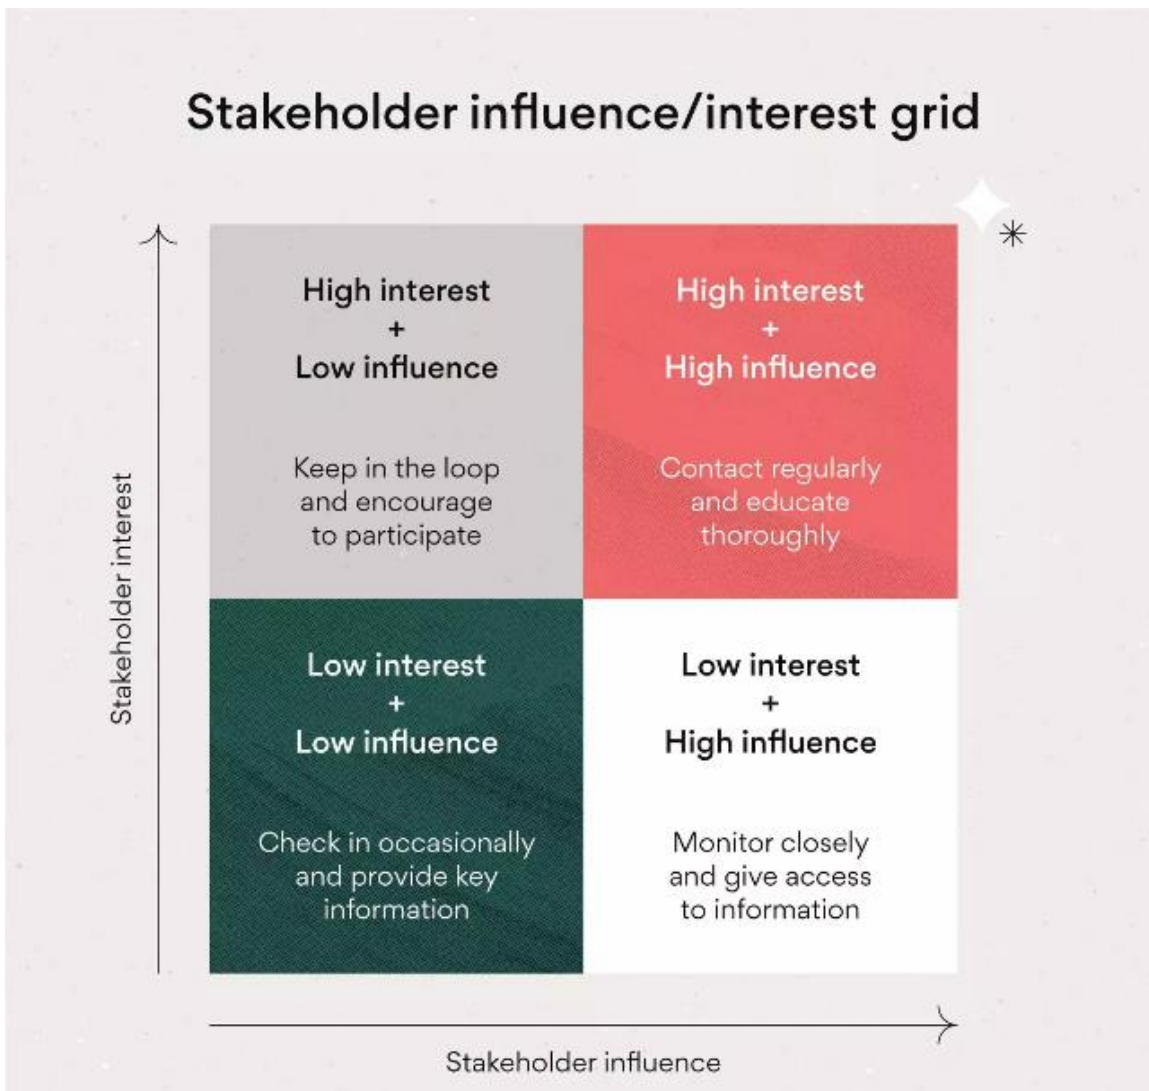 Stakeholder influence/interest grid
High interest
+
Low influence
Keep in the loop
and encourage
to participate
High interest
+
High influence
Contact regularly
and educate
thoroughly
Low interest
+
Low influence
Check in occasionally
and provide key
information
Low interest
+
High influence
Monitor closely
and give access
to information
Stakeholder interest
Stakeholder influence